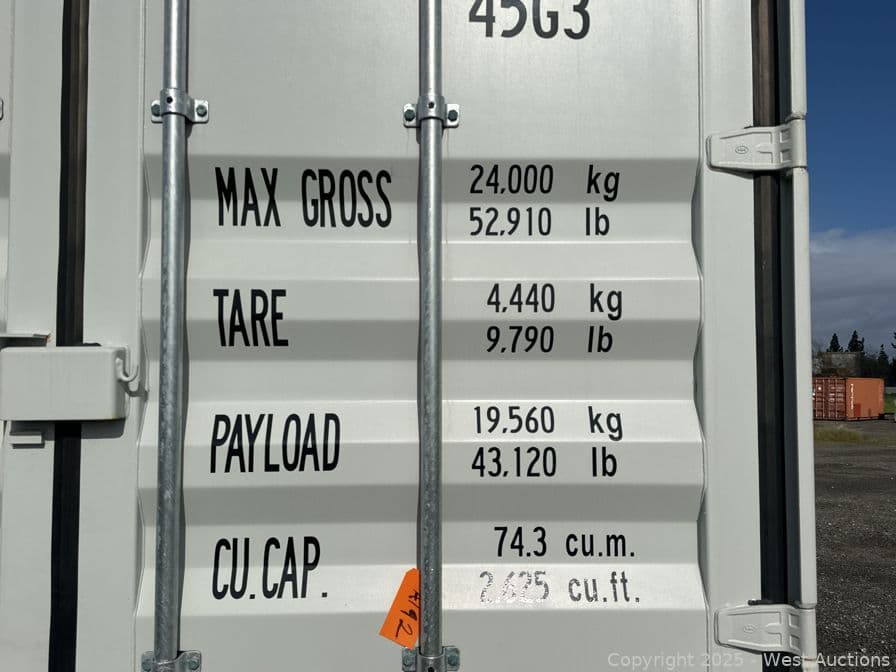 45G3
MAX GROSS 24,000 kg
52,910 lb
TARE 4,440 kg
9,790 lb
PAYLOAD 19,560 kg
43,120 lb
CU.CAP. 74.3 cu.m.
2,625 cu.ft.
#92
Copyright 2025 - West Auctions